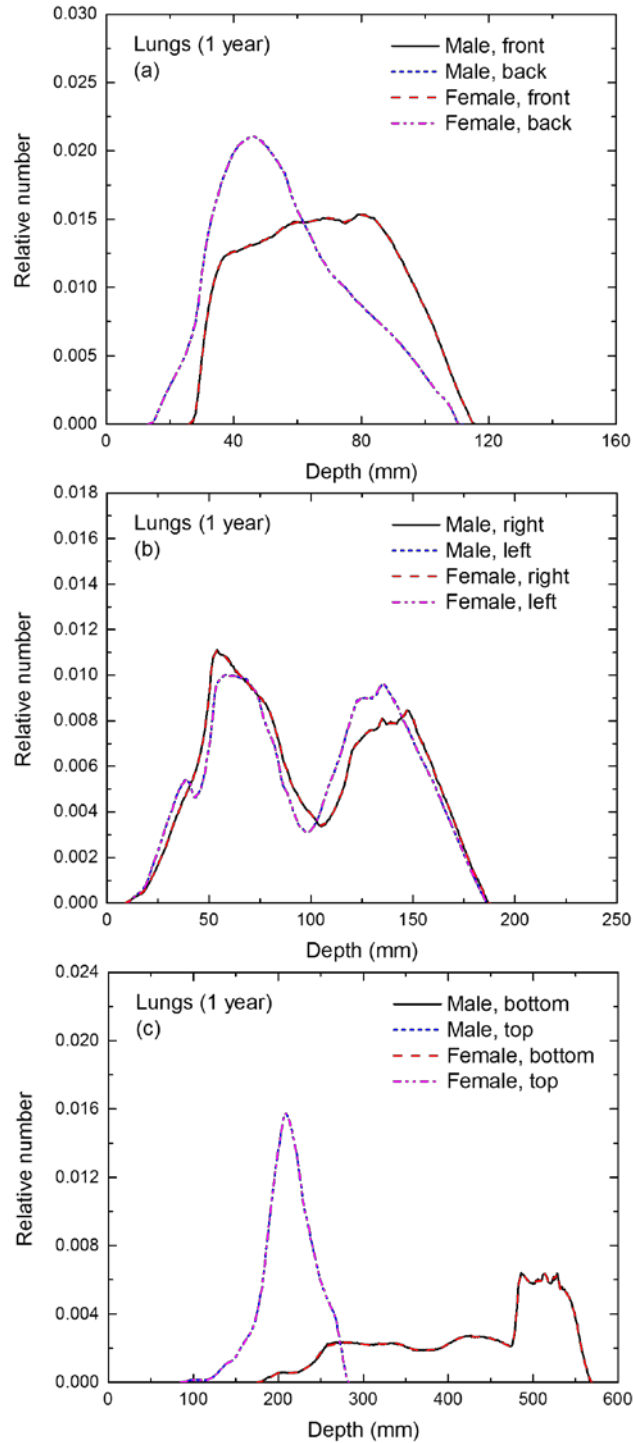 0.030
0.025
0.020
0.015
0.010
0.005
0.000
Relative number
Lungs (1 year)
(a)
Male, front
Male, back
Female, front
Female, back
0
40
80
120
160
Depth (mm)
0.018
0.016
0.014
0.012
0.010
0.008
0.006
0.004
0.002
0.000
Relative number
Lungs (1 year)
(b)
Male, right
Male, left
Female, right
Female, left
0
50
100
150
200
250
Depth (mm)
0.024
0.020
0.016
0.012
0.008
0.004
0.000
Relative number
Lungs (1 year)
(c)
Male, bottom
Male, top
Female, bottom
Female, top
0
100
200
300
400
500
600
Depth (mm)